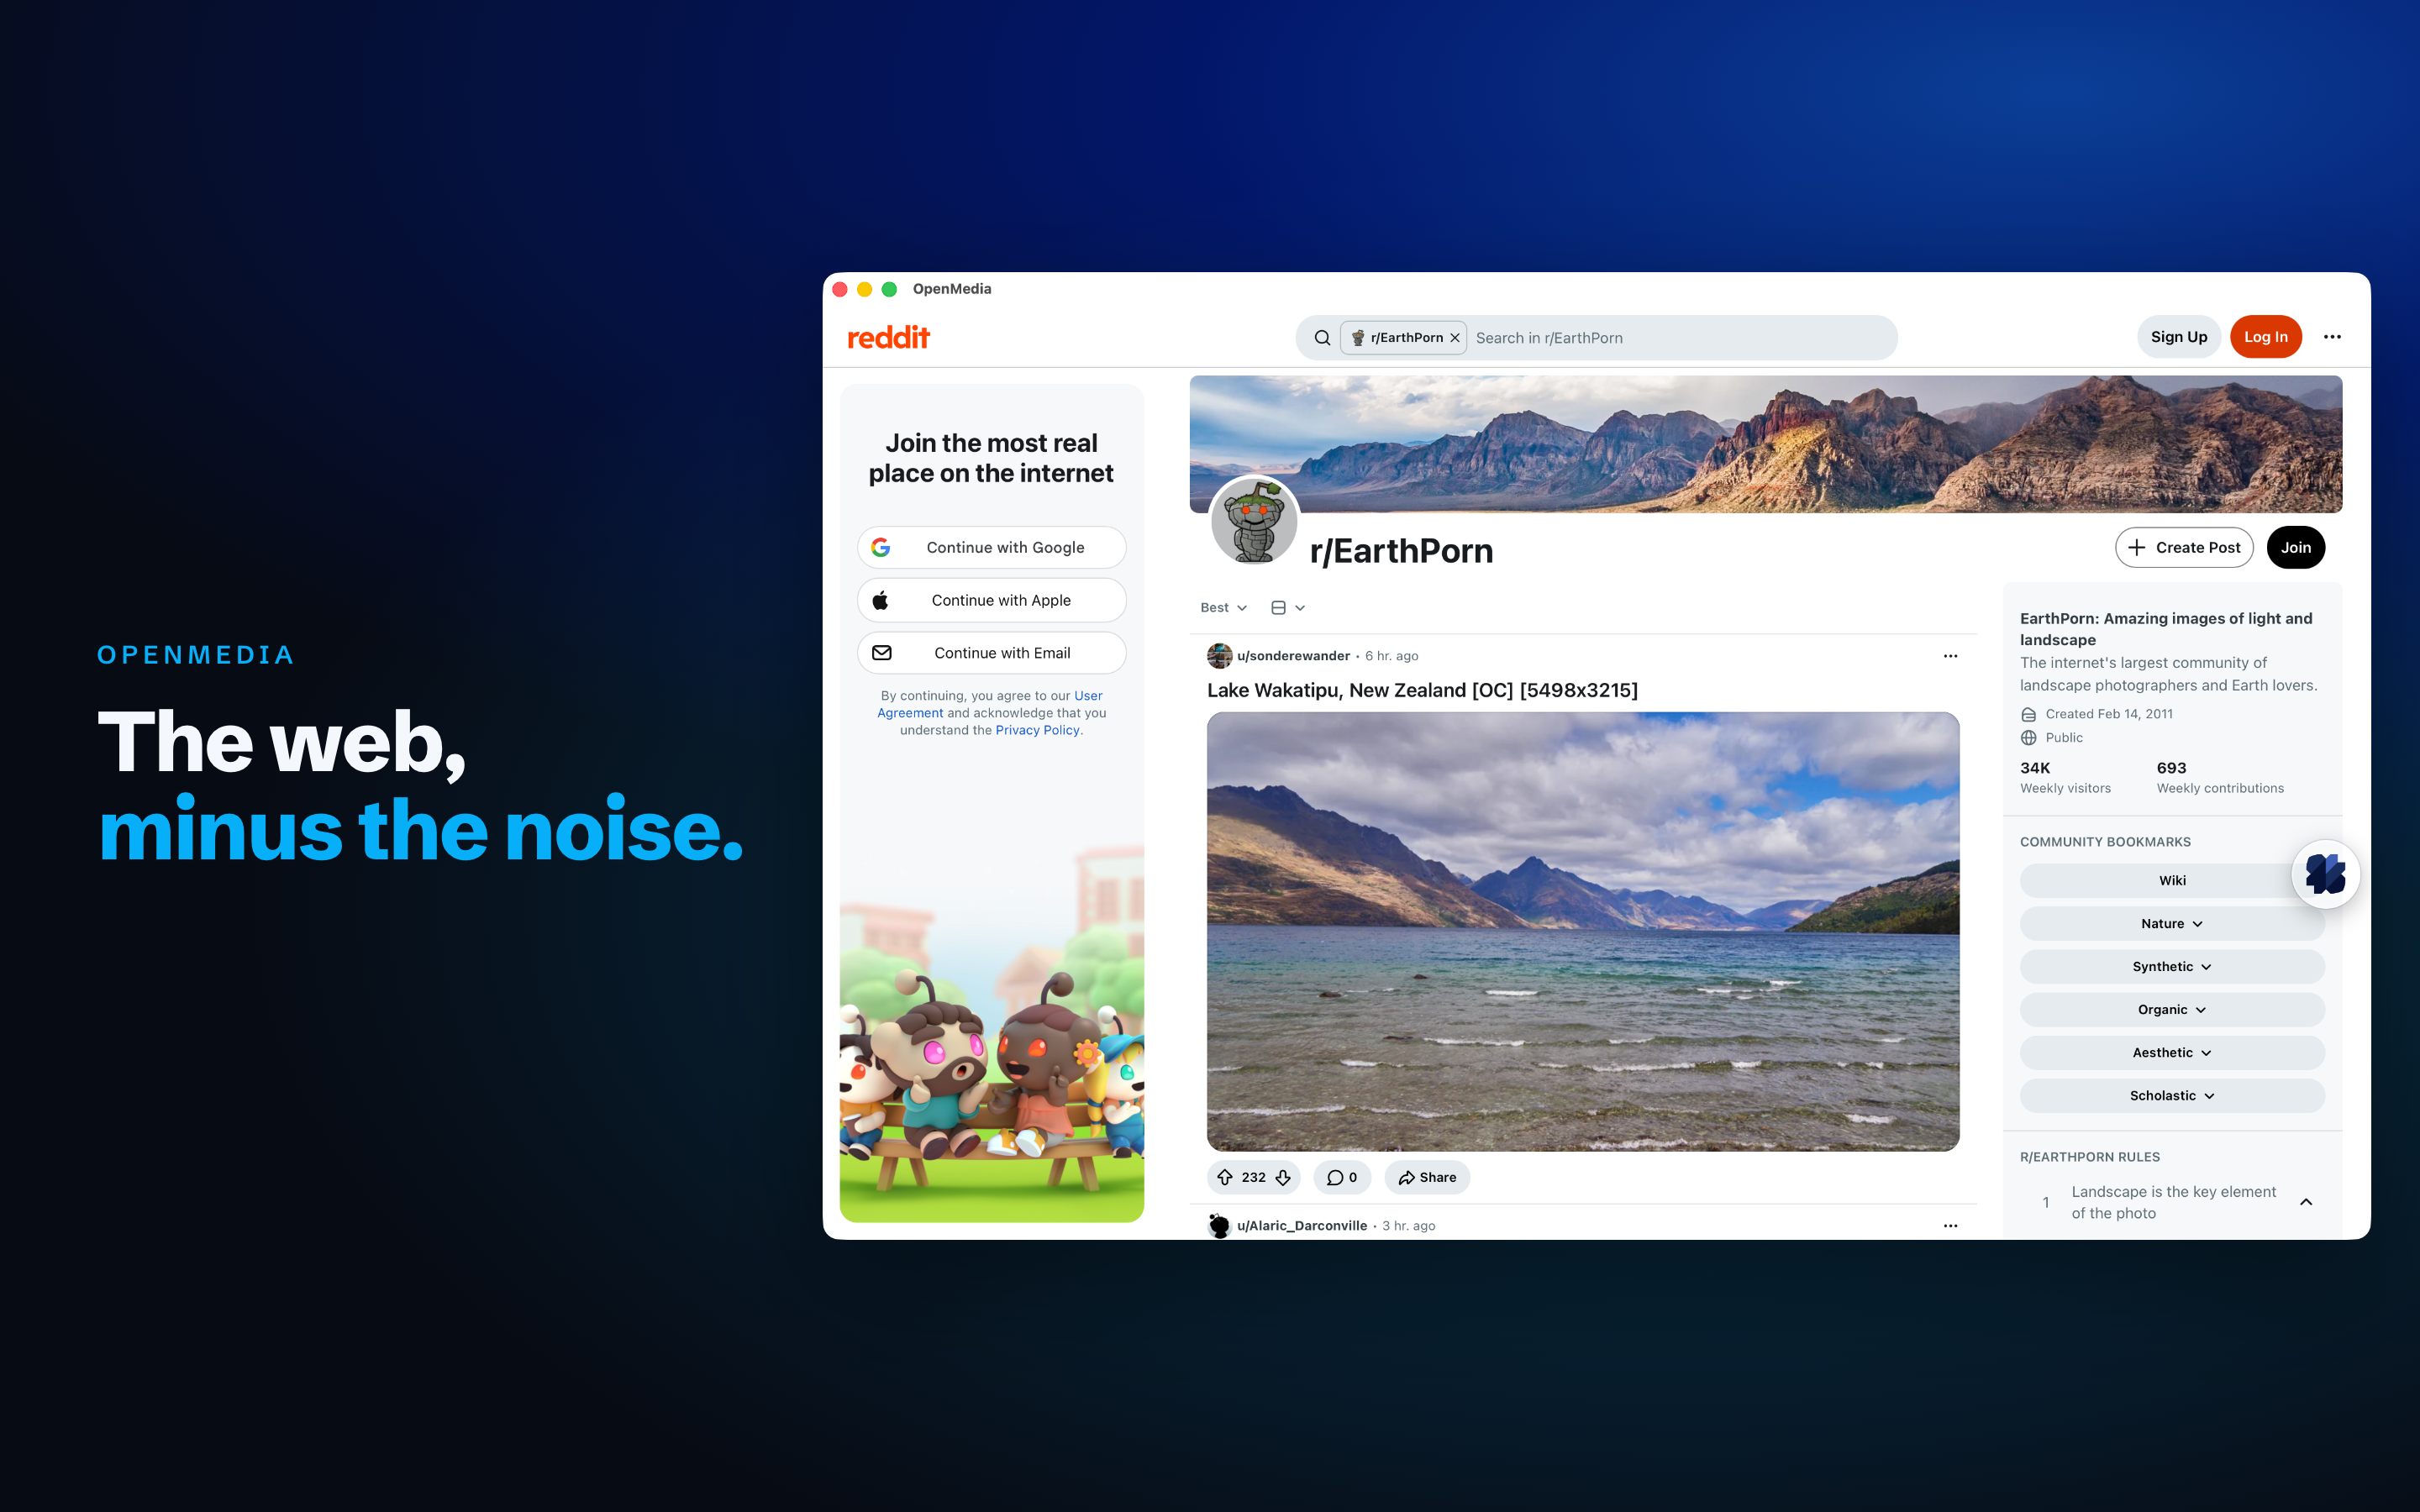 OPENMEDIA
The web,
minus the noise.
OpenMedia
reddit
r/EarthPorn
Search in r/EarthPorn
Sign Up
Log In
Join the most real
place on the internet
Continue with Google
Continue with Apple
Continue with Email
By continuing, you agree to our User
Agreement and acknowledge that you
understand the Privacy Policy.
r/EarthPorn
Create Post
Join
Best
u/sonderewander • 6 hr. ago
Lake Wakatipu, New Zealand [OC] [5498x3215]
232
0
Share
u/Alaric_Darconville • 3 hr. ago
EarthPorn: Amazing images of light and
landscape
The internet's largest community of
landscape photographers and Earth lovers.
Created Feb 14, 2011
Public
34K
Weekly visitors
693
Weekly contributions
COMMUNITY BOOKMARKS
Wiki
Nature
Synthetic
Organic
Aesthetic
Scholastic
R/EARTHPORN RULES
1
Landscape is the key element
of the photo